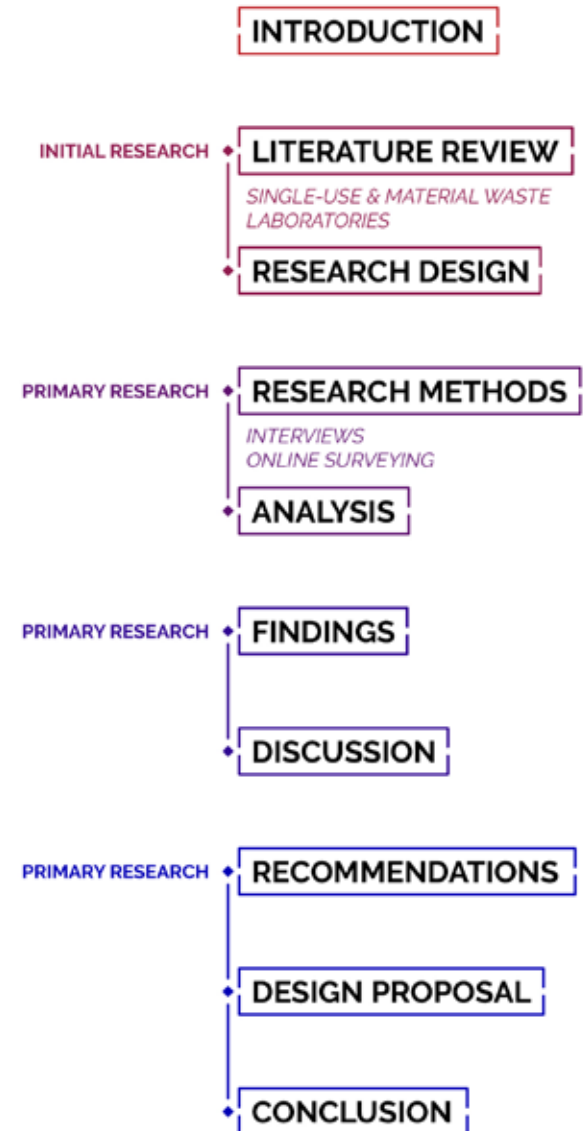 INTRODUCTION
INITIAL RESEARCH
LITERATURE REVIEW
SINGLE-USE & MATERIAL WASTE
LABORATORIES
RESEARCH DESIGN
PRIMARY RESEARCH
RESEARCH METHODS
INTERVIEWS
ONLINE SURVEYING
ANALYSIS
PRIMARY RESEARCH
FINDINGS
DISCUSSION
PRIMARY RESEARCH
RECOMMENDATIONS
DESIGN PROPOSAL
CONCLUSION